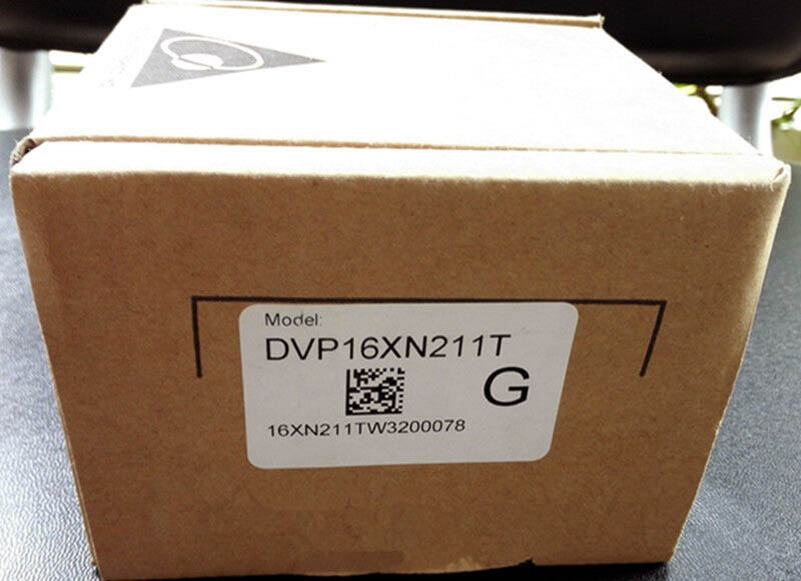 Model:
DVP16XN211T
G
16XN211TW3200078